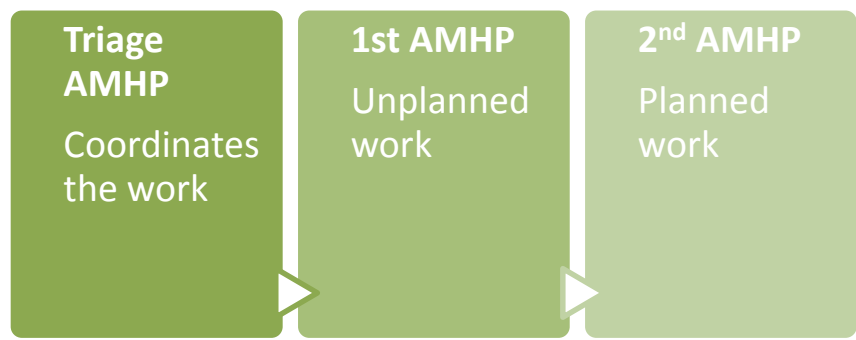 Triage
AMHP
Coordinates
the work
1st AMHP
Unplanned
work
2nd AMHP
Planned
work